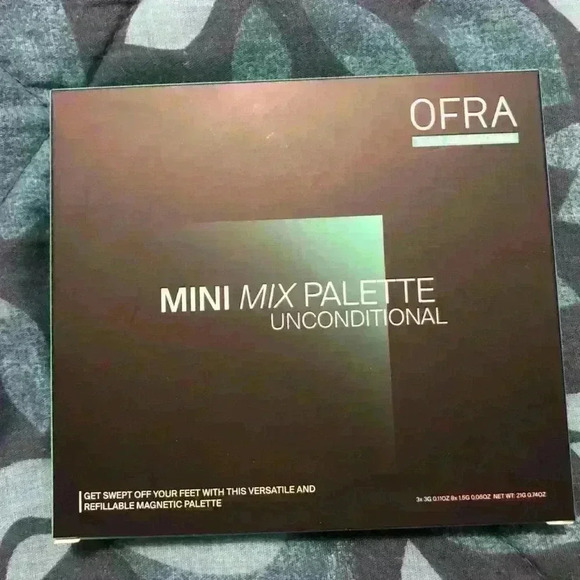 OFRA
MINI MIX PALETTE
UNCONDITIONAL
GET SWEPT OFF YOUR FEET WITH THIS VERSATILE AND
REFILLABLE MAGNETIC PALETTE
3x 3G 0.11OZ 8x 1.5G 0.06OZ NET WT: 21G 0.74OZ